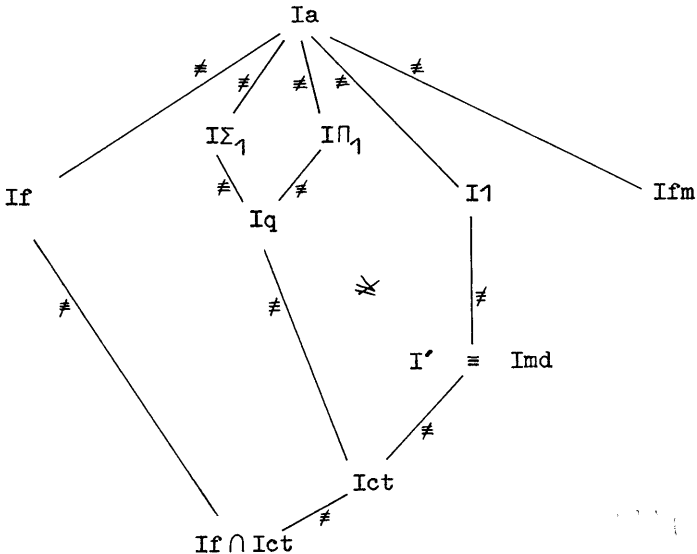 Ia
≢ ≢ ≢ ≢ ≢
IΣ₁ IΠ₁
If ≢ ≢ I1 Ifm
Iq
≢ ≢ ≢
I′ ≡ Imd
≢
Ict
≢
If ∩ Ict